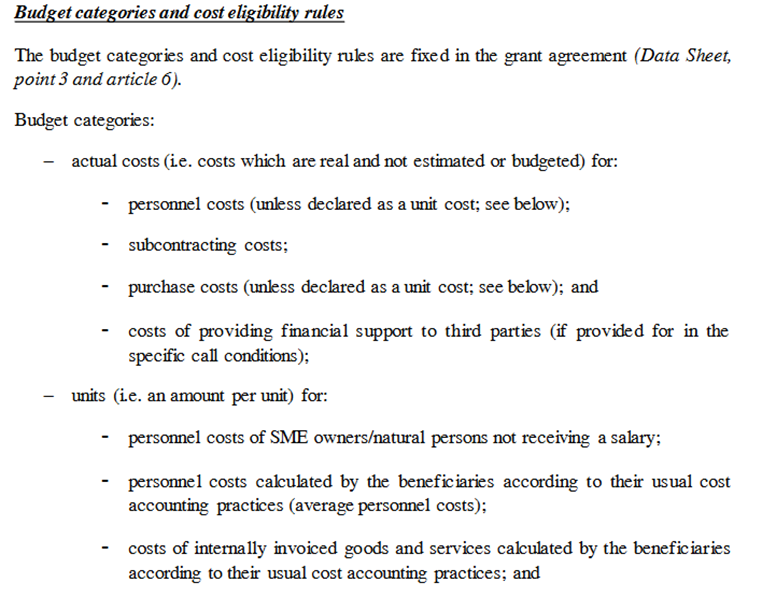 Budget categories and cost eligibility rules
The budget categories and cost eligibility rules are fixed in the grant agreement (Data Sheet,
point 3 and article 6).
Budget categories:
– actual costs (i.e. costs which are real and not estimated or budgeted) for:
- personnel costs (unless declared as a unit cost; see below);
- subcontracting costs;
- purchase costs (unless declared as a unit cost; see below); and
- costs of providing financial support to third parties (if provided for in the
specific call conditions);
– units (i.e. an amount per unit) for:
- personnel costs of SME owners/natural persons not receiving a salary;
- personnel costs calculated by the beneficiaries according to their usual cost
accounting practices (average personnel costs);
- costs of internally invoiced goods and services calculated by the beneficiaries
according to their usual cost accounting practices; and